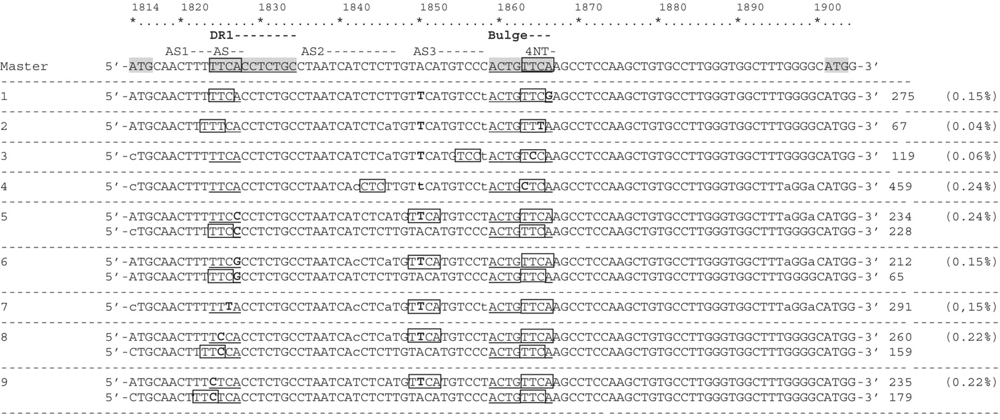 1814 1820 1830 1840 1850 1860 1870 1880 1890 1900
*.....*.........*.........*.........*.........*.........*.........*.........*.........*....
DR1-------- Bulge---
AS1---AS-- AS2--------- AS3------ 4NT-
Master 5’-ATGCAACTTTTTCACCTCTGCCTAATCATCTCTTGTACATGTCCCACTGTTCAAGCCTCCAAGCTGTGCCTTGGGTGGCTTTGGGGCATGG-3’
1 5’-ATGCAACTTTTTCACCTCTGCCTAATCATCTCTTGTTCATGTCCtACTGTTCGAGCCTCCAAGCTGTGCCTTGGGTGGCTTTGGGGCATGG-3’ 275 (0.15%)
2 5’-ATGCAACTTTTTCACCTCTGCCTAATCATCTCaTGTTCATGTCCtACTGTTTAAGCCTCCAAGCTGTGCCTTGGGTGGCTTTGGGGCATGG-3’ 67 (0.04%)
3 5’-cTGCAACTTTTTCACCTCTGCCTAATCATCTCaTGTTCATGTCCtACTGTCCAAGCCTCCAAGCTGTGCCTTGGGTGGCTTTGGGGCATGG-3’ 119 (0.06%)
4 5’-cTGCAACTTTTTCACCTCTGCCTAATCAcCTCTTGTtCATGTCCtACTGCTCAAGCCTCCAAGCTGTGCCTTGGGTGGCTTTaGGaCATGG-3’ 459 (0.24%)
5 5’-ATGCAACTTTTTCCCCTCTGCCTAATCATCTCATGTTCATGTCCTACTGTTCAAGCCTCCAAGCTGTGCCTTGGGTGGCTTTaGGaCATGG-3’ 234 (0.24%)
5’-cTGCAACTTTTTCCCCTCTGCCTAATCATCTCTTGTACATGTCCCACTGTTCAAGCCTCCAAGCTGTGCCTTGGGTGGCTTTGGGGCATGG-3’ 228
6 5’-ATGCAACTTTTTCGCCTCTGCCTAATCAcCTCaTGTTCATGTCCTACTGTTCAAGCCTCCAAGCTGTGCCTTGGGTGGCTTTaGGaCATGG-3’ 212 (0.15%)
5’-ATGCAACTTTTTCGCCTCTGCCTAATCATCTCTTGTACATGTCCCACTGTTCAAGCCTCCAAGCTGTGCCTTGGGTGGCTTTGGGGCATGG-3’ 65
7 5’-cTGCAACTTTTTTACCTCTGCCTAATCAcCTCaTGTTCATGTCCtACTGTTCAAGCCTCCAAGCTGTGCCTTGGGTGGCTTTaGGaCATGG-3’ 291 (0,15%)
8 5’-ATGCAACTTTTCCACCTCTGCCTAATCAcCTCaTGTTCATGTCCTACTGTTCAAGCCTCCAAGCTGTGCCTTGGGTGGCTTTGGGGCATGG-3’ 260 (0.22%)
5’-CTGCAACTTTTCCACCTCTGCCTAATCAcCTCTTGTACATGTCCCACTGTTCAAGCCTCCAAGCTGTGCCTTGGGTGGCTTTGGGGCATGG-3’ 159
9 5’-ATGCAACTTTCTCACCTCTGCCTAATCATCTCATGTTCATGTCCTACTGTTCAAGCCTCCAAGCTGTGCCTTGGGTGGCTTTGGGGCATGG-3’ 235 (0.22%)
5’-CTGCAACTTTCTCACCTCTGCCTAATCATCTCTTGTACATGTCCCACTGTTCAAGCCTCCAAGCTGTGCCTTGGGTGGCTTTGGGGCATGG-3’ 179